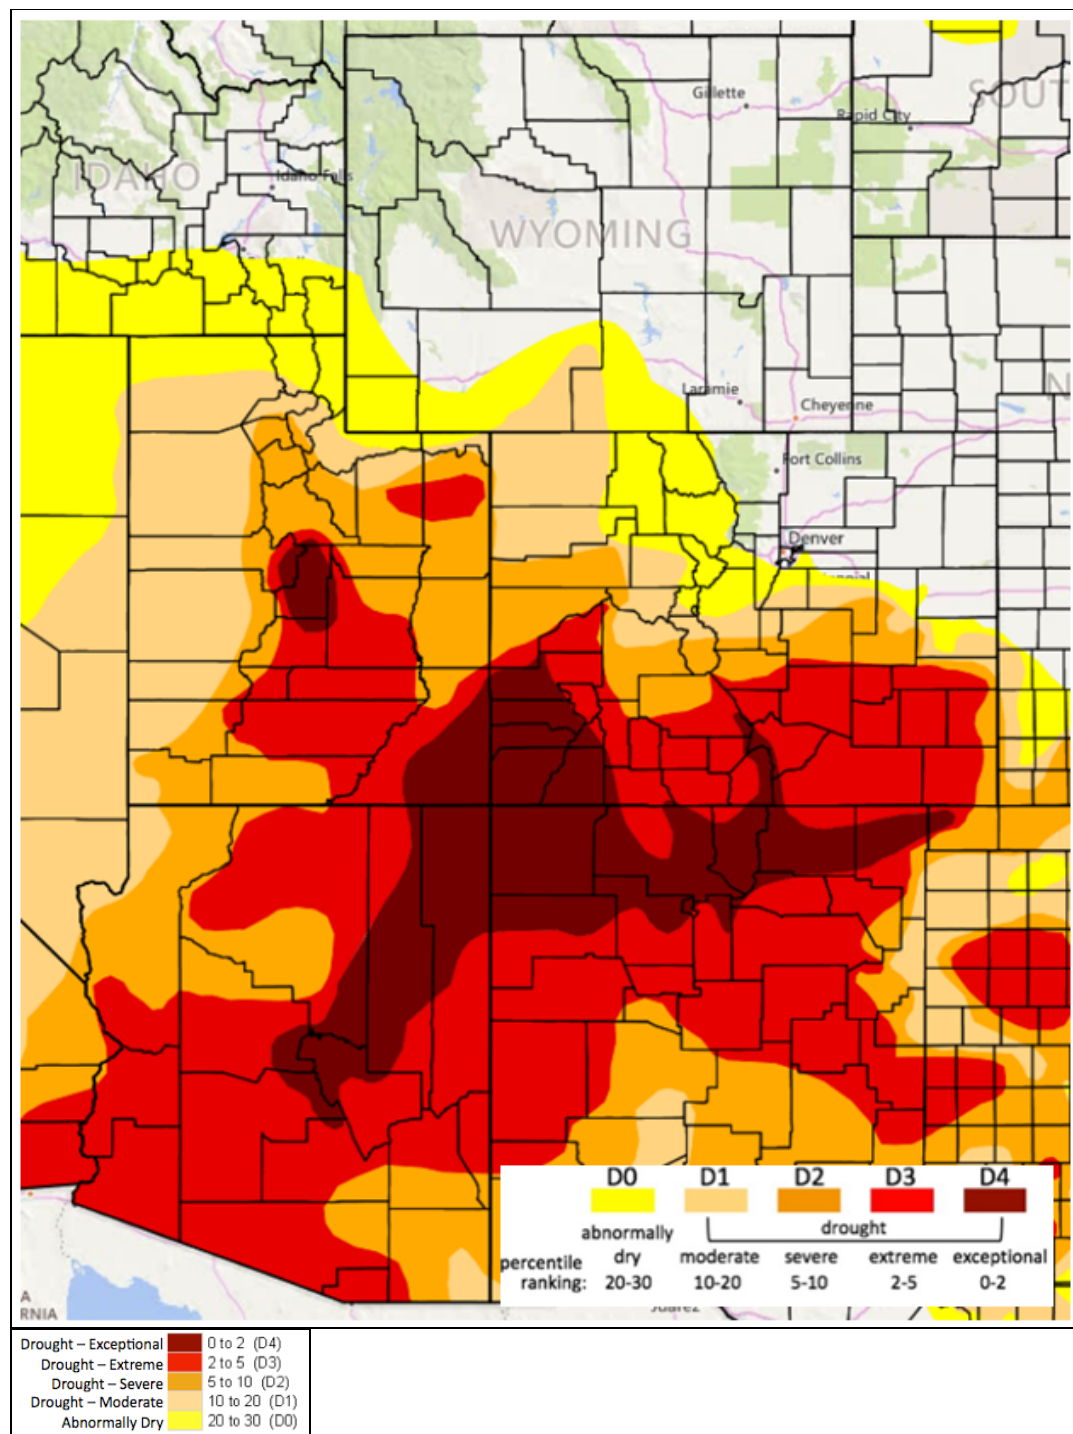 Gillette
SOUT
Rapid City
IDAHO
Idaho Falls
WYOMING
Laramie
N
Cheyenne
Fort Collins
Denver
D0 D1 D2 D3 D4
abnormally dry moderate severe extreme exceptional
drought
percentile ranking: 20-30 10-20 5-10 2-5 0-2
A
RNIA
Juarez
Drought – Exceptional 0 to 2 (D4)
Drought – Extreme 2 to 5 (D3)
Drought – Severe 5 to 10 (D2)
Drought – Moderate 10 to 20 (D1)
Abnormally Dry 20 to 30 (D0)